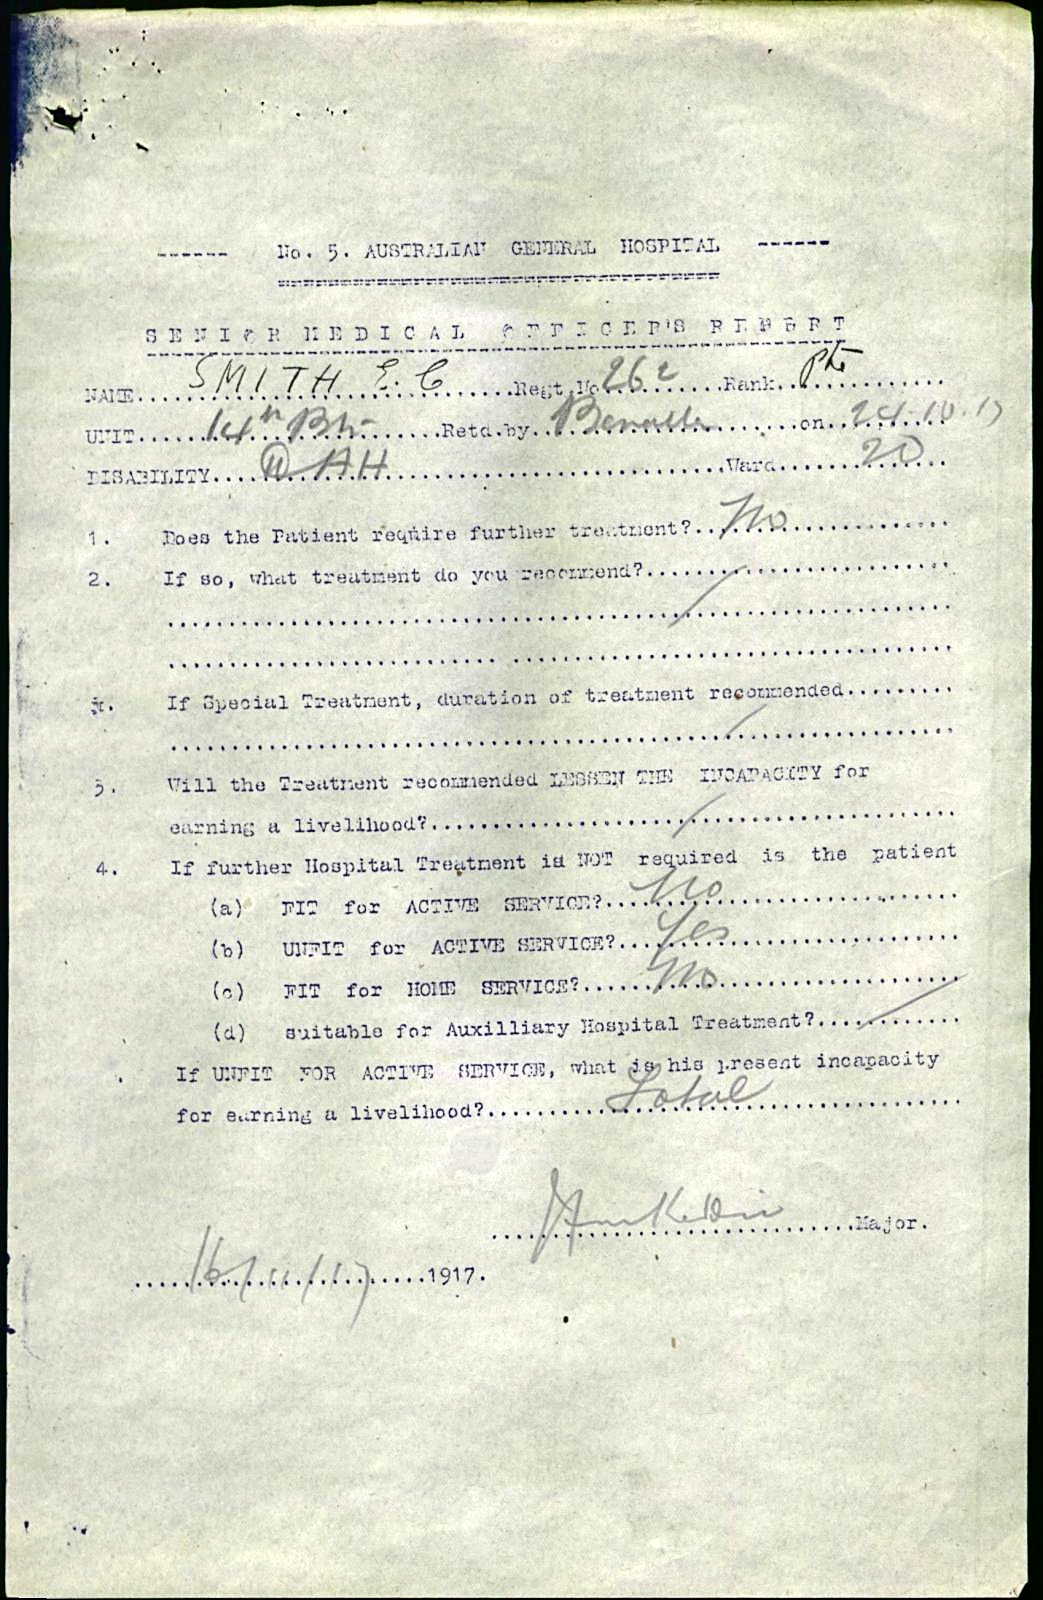 ------ No. 5. AUSTRALIAN GENERAL HOSPITAL ------
SENIOR MEDICAL OFFICER'S REPORT
NAME SMITH E. C Regt.No Rank Pte
UNIT 14th Btn Retd.by Benalla on 24.10.17
DISABILITY D A H Ward 20
1. Does the Patient require further treatment? No
2. If so, what treatment do you recommend?
If Special Treatment, duration of treatment recommended
3. Will the Treatment recommended LESSEN THE INCAPACITY for
earning a livelihood?
4. If further Hospital Treatment is NOT required is the patient
(a) FIT for ACTIVE SERVICE? No
(b) UNFIT for ACTIVE SERVICE? Yes
(c) FIT for HOME SERVICE? No
(d) suitable for Auxilliary Hospital Treatment?
If UNFIT FOR ACTIVE SERVICE, what is his present incapacity
for earning a livelihood? Total
Major.
16/11/17 1917.